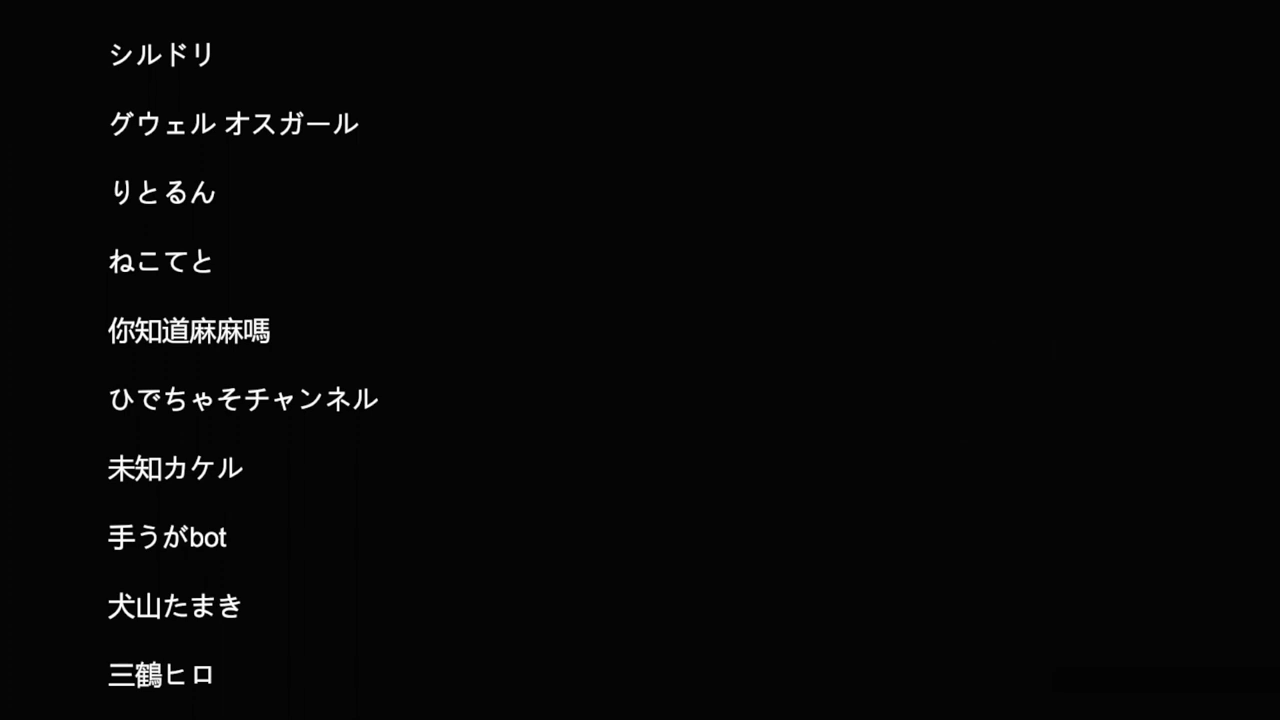 シルドリ
グウェル オスガール
りとるん
ねこてと
你知道麻麻嗎
ひでちゃそチャンネル
未知カケル
手うがbot
犬山たまき
三鶴ヒロ